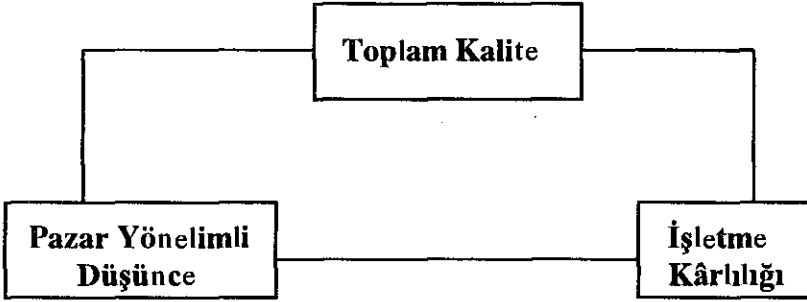 Toplam Kalite
Pazar Yönelimli
Düşünce
İşletme
Kârlılığı